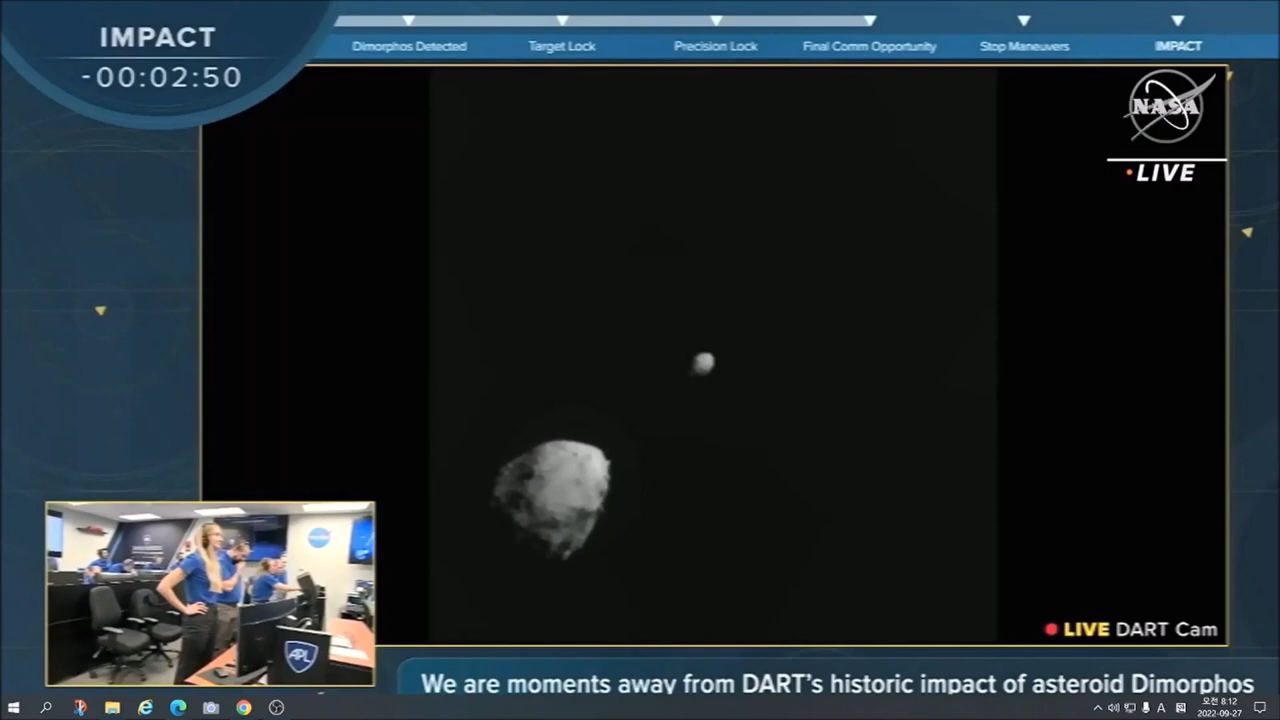 IMPACT
-00:02:50
Dimorphos Detected
Target Lock
Precision Lock
Final Comm Opportunity
Stop Maneuvers
IMPACT
NASA
LIVE
APL
LIVE DART Cam
We are moments away from DART's historic impact of asteroid Dimorphos
A
오전 8:12
2022-09-27